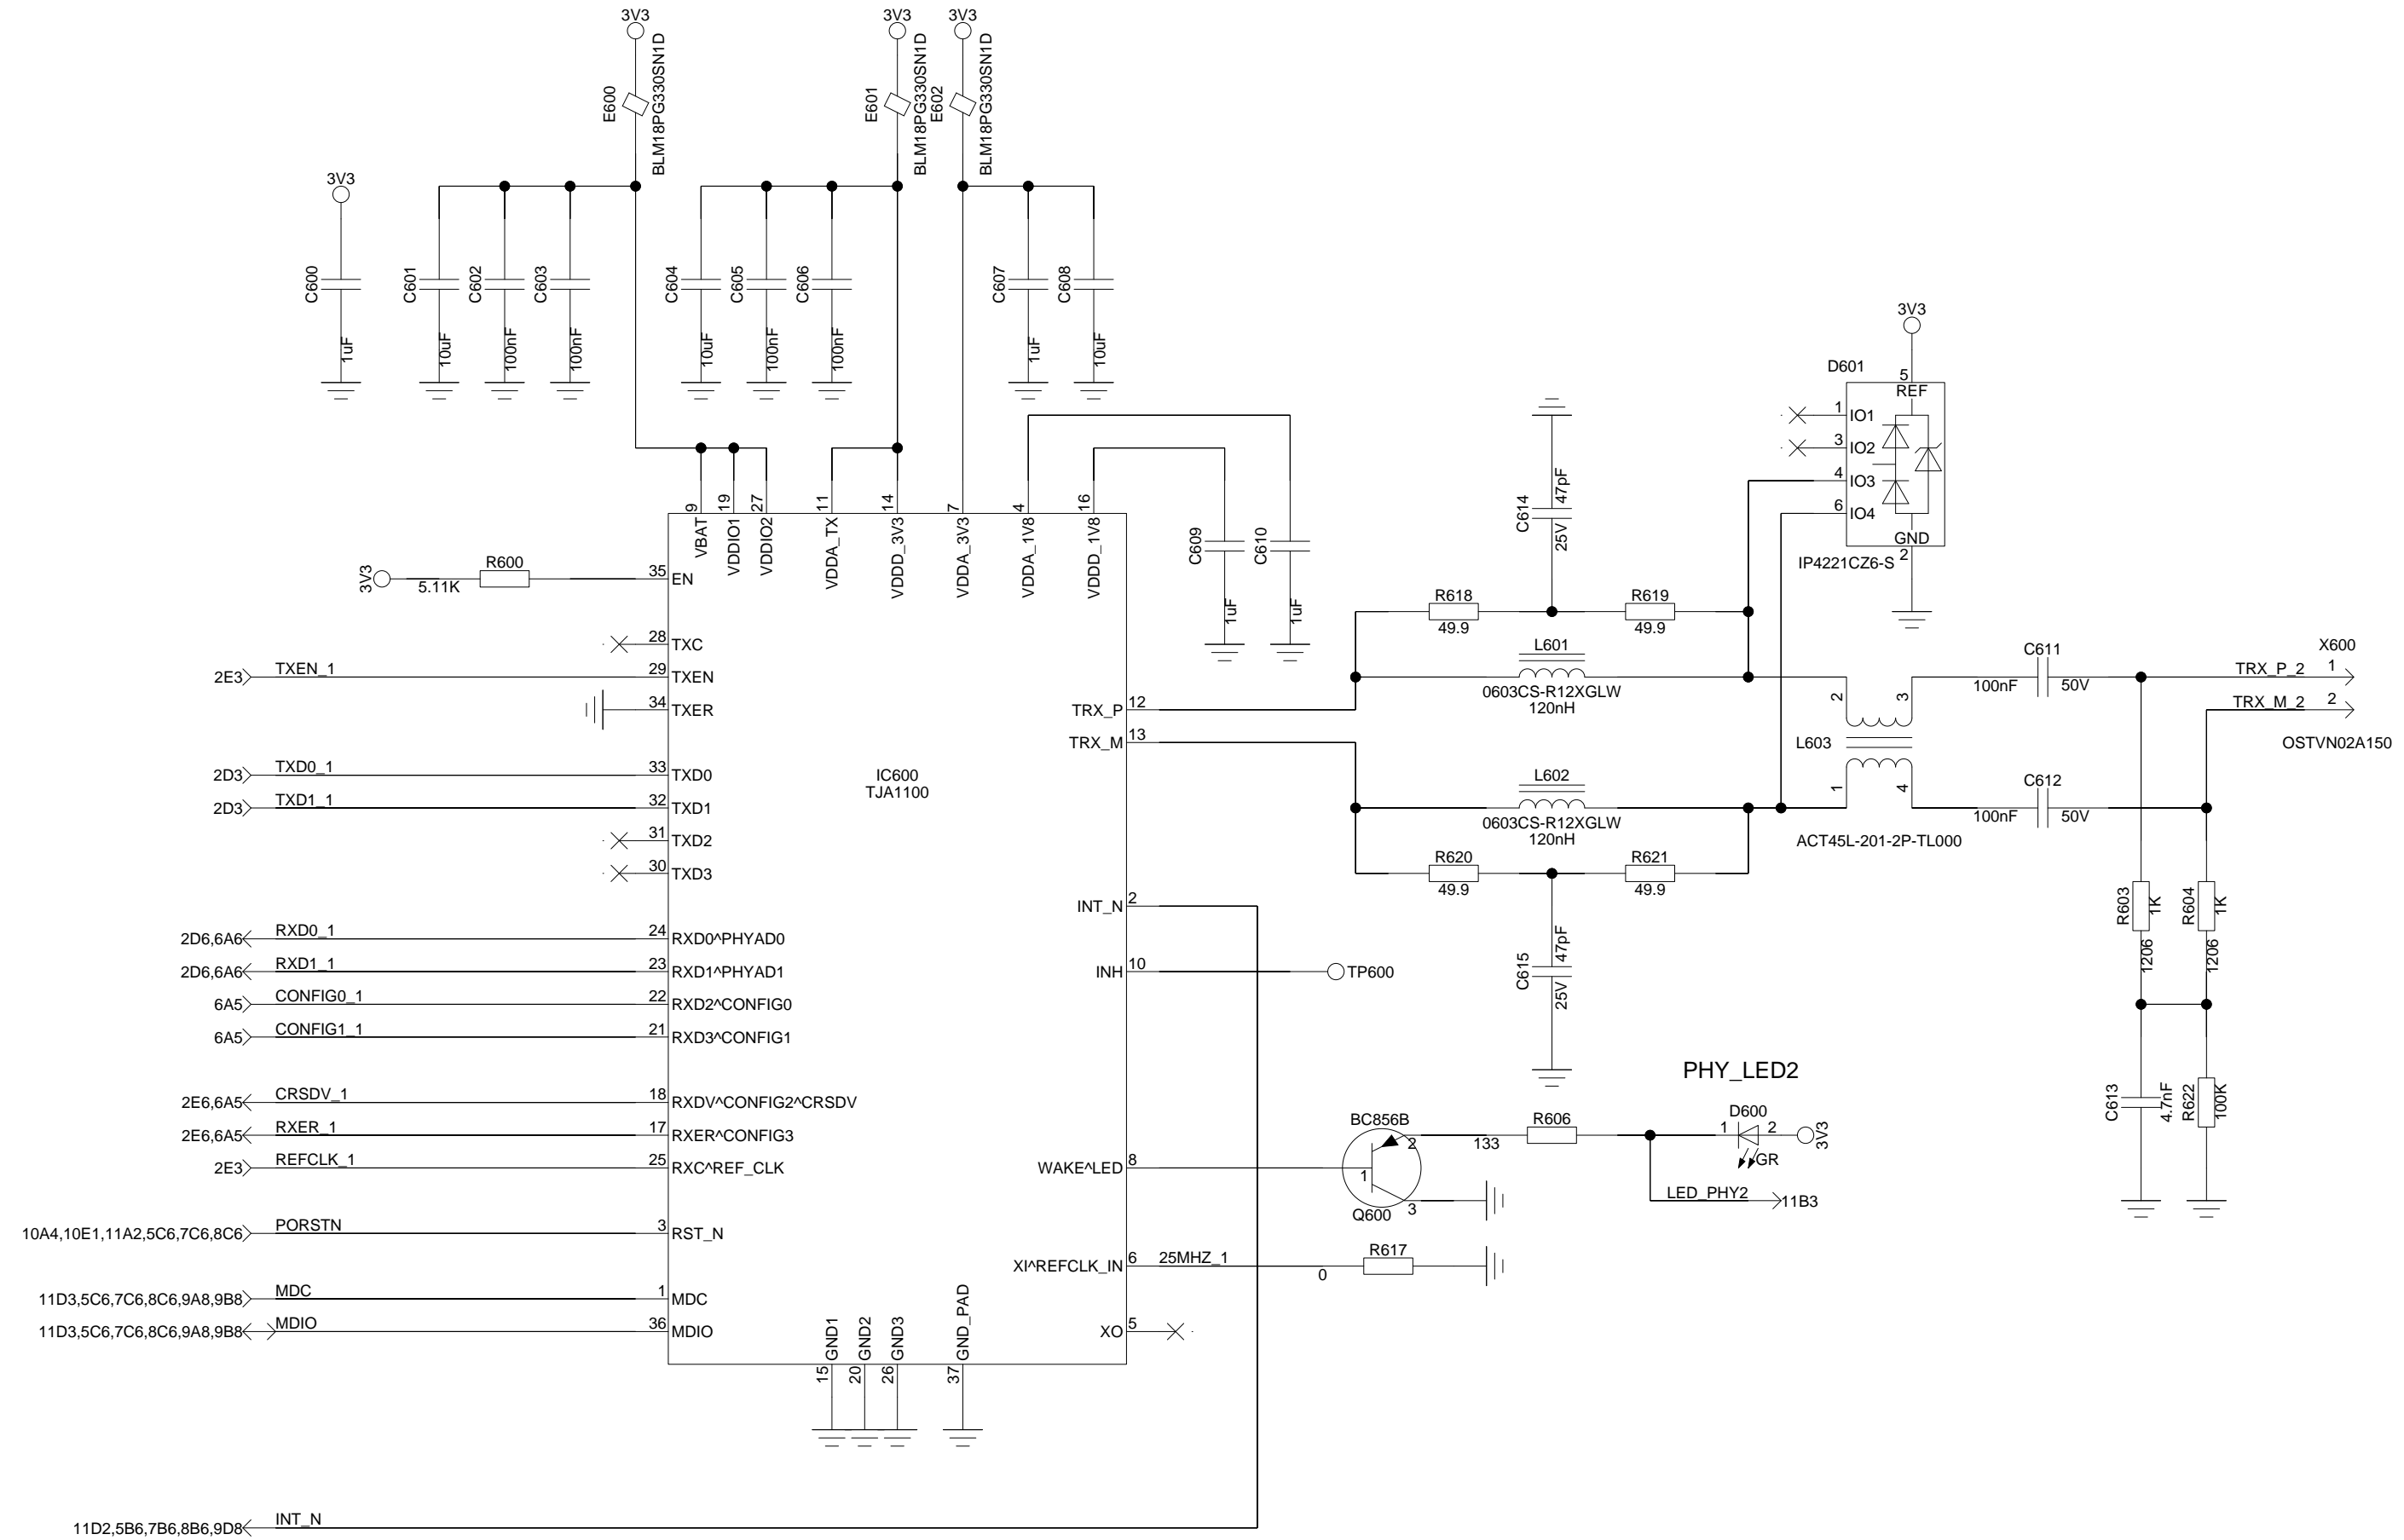 3V3
3V3
3V3
E600
BLM18PG330SN1D
E601
BLM18PG330SN1D
E602
BLM18PG330SN1D
3V3
C600
1uF
C601
10uF
C602
100nF
C603
100nF
C604
10uF
C605
100nF
C606
100nF
C607
1uF
C608
10uF
3V3
D601
5
REF
1 IO1
3 IO2
4 IO3
6 IO4
GND
2
IP4221CZ6-S
C614
47pF
25V
9
VBAT
19
VDDIO1
27
VDDIO2
11
VDDA_TX
14
VDDD_3V3
7
VDDA_3V3
4
VDDA_1V8
16
VDDD_1V8
C609
1uF
C610
1uF
3V3
5.11K
R600
35 EN
28 TXC
2E3 TXEN_1 29 TXEN
34 TXER
2D3 TXD0_1 33 TXD0
2D3 TXD1_1 32 TXD1
31 TXD2
30 TXD3
2D6,6A6 RXD0_1 24 RXD0^PHYAD0
2D6,6A6 RXD1_1 23 RXD1^PHYAD1
6A5 CONFIG0_1 22 RXD2^CONFIG0
6A5 CONFIG1_1 21 RXD3^CONFIG1
2E6,6A5 CRSDV_1 18 RXDV^CONFIG2^CRSDV
2E6,6A5 RXER_1 17 RXER^CONFIG3
2E3 REFCLK_1 25 RXC^REF_CLK
10A4,10E1,11A2,5C6,7C6,8C6 PORSTN 3 RST_N
11D3,5C6,7C6,8C6,9A8,9B8 MDC 1 MDC
11D3,5C6,7C6,8C6,9A8,9B8 MDIO 36 MDIO
IC600
TJA1100
TRX_P 12
TRX_M 13
INT_N 2
INH 10
TP600
WAKE^LED 8
XI^REFCLK_IN 6 25MHZ_1
0
R617
XO 5
15
GND1
20
GND2
26
GND3
37
GND_PAD
R618
49.9
R619
49.9
L601
0603CS-R12XGLW
120nH
L602
0603CS-R12XGLW
120nH
R620
49.9
R621
49.9
C615
47pF
25V
2
3
L603
1
4
ACT45L-201-2P-TL000
C611
100nF 50V
C612
100nF 50V
X600
TRX_P_2 1
TRX_M_2 2
OSTVN02A150
R603
1K
1206
R604
1K
1206
C613
4.7nF
R622
100K
PHY_LED2
BC856B
1
2
3
Q600
133
R606
D600
1
2
GR
3V3
LED_PHY2 11B3
11D2,5B6,7B6,8B6,9D8 INT_N